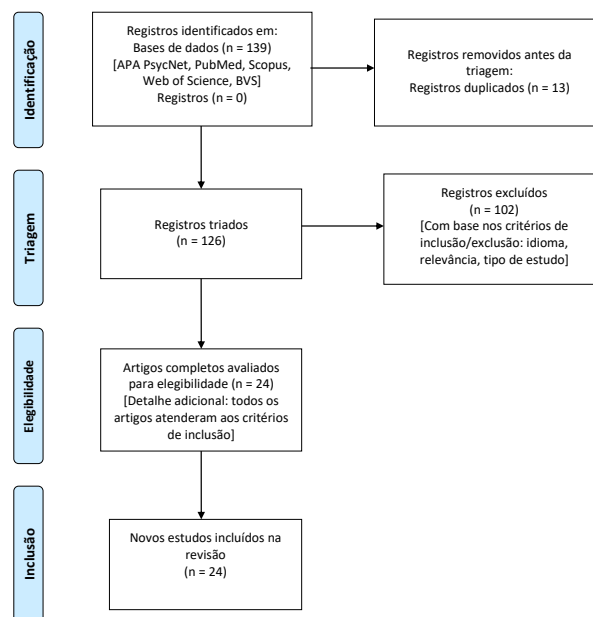 Identificação
Registros identificados em:
Bases de dados (n = 139)
[APA PsycNet, PubMed, Scopus,
Web of Science, BVS]
Registros (n = 0)
Registros removidos antes da
triagem:
Registros duplicados (n = 13)
Triagem
Registros triados
(n = 126)
Registros excluídos
(n = 102)
[Com base nos critérios de
inclusão/exclusão: idioma,
relevância, tipo de estudo]
Elegibilidade
Artigos completos avaliados
para elegibilidade (n = 24)
[Detalhe adicional: todos os
artigos atenderam aos critérios
de inclusão]
Inclusão
Novos estudos incluídos na
revisão
(n = 24)